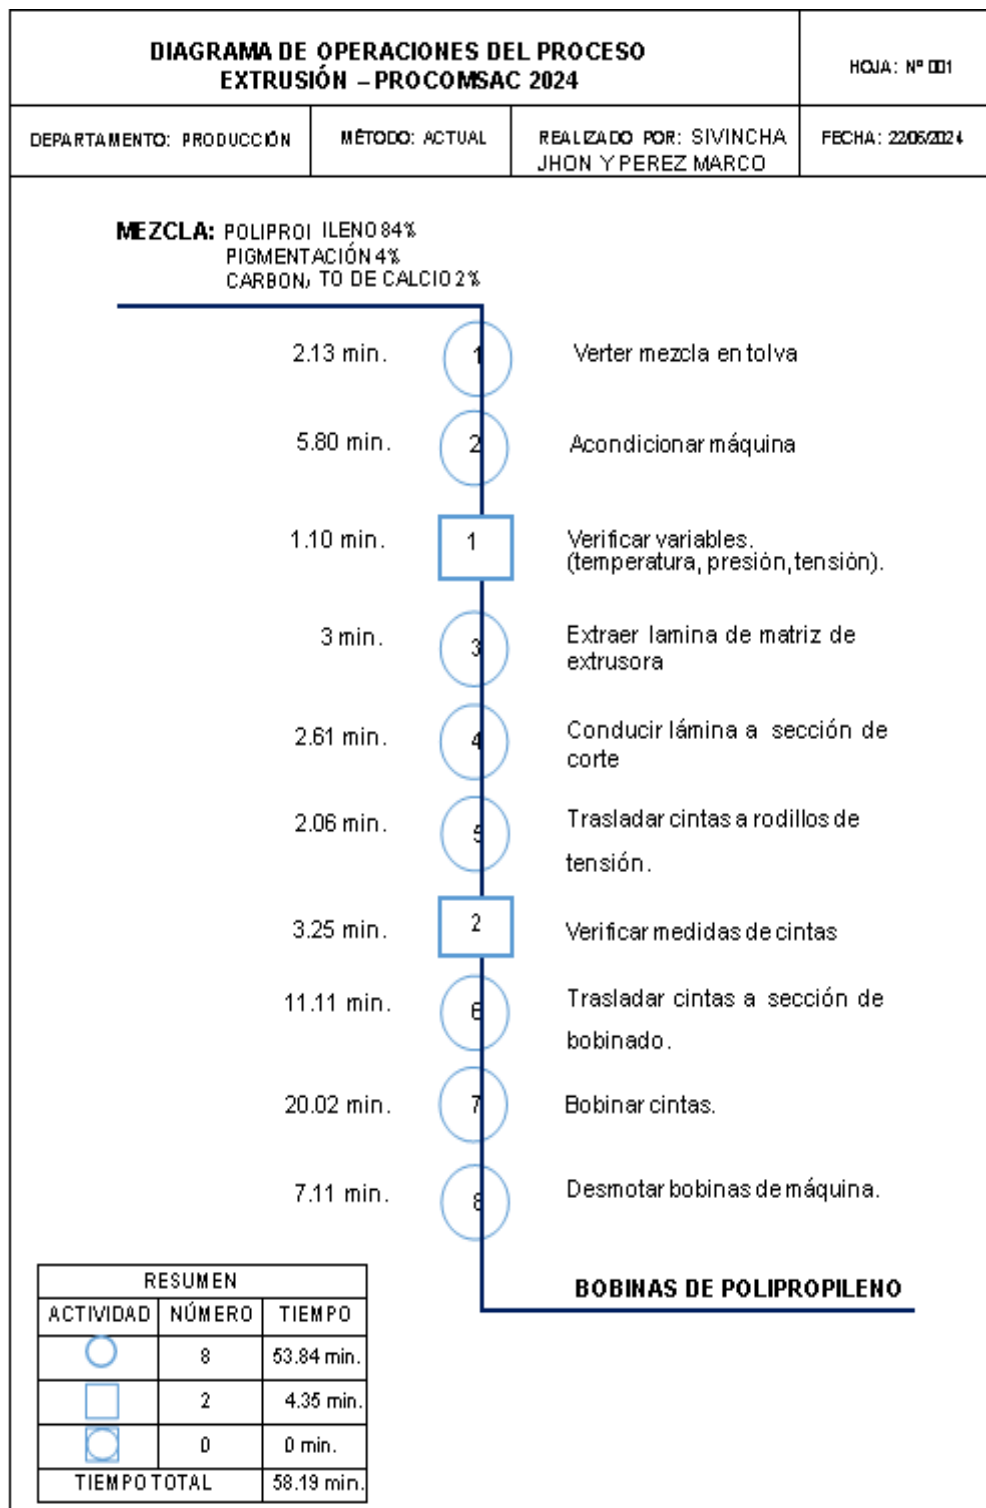 DIAGRAMA DE OPERACIONES DEL PROCESO
EXTRUSIÓN – PROCOMSAC 2024
HOJA: Nº 001
DEPARTAMENTO: PRODUCCIÓN
MÉTODO: ACTUAL
REALIZADO POR: SIVINCHA
JHON Y PEREZ MARCO
FECHA: 22/06/2024
MEZCLA: POLIPROI ILENO 84%
PIGMENTACIÓN 4%
CARBON, TO DE CALCIO 2%
2.13 min. 1 Verter mezcla en tolva
5.80 min. 2 Acondicionar máquina
1.10 min. 1 Verificar variables.
(temperatura, presión, tensión).
3 min. 3 Extraer lamina de matriz de
extrusora
2.61 min. 4 Conducir lámina a sección de
corte
2.06 min. 5 Trasladar cintas a rodillos de
tensión.
3.25 min. 2 Verificar medidas de cintas
11.11 min. 6 Trasladar cintas a sección de
bobinado.
20.02 min. 7 Bobinar cintas.
7.11 min. 8 Desmotar bobinas de máquina.
BOBINAS DE POLIPROPILENO
RESUMEN
ACTIVIDAD NÚMERO TIEMPO
8 53.84 min.
2 4.35 min.
0 0 min.
TIEMPO TOTAL 58.19 min.